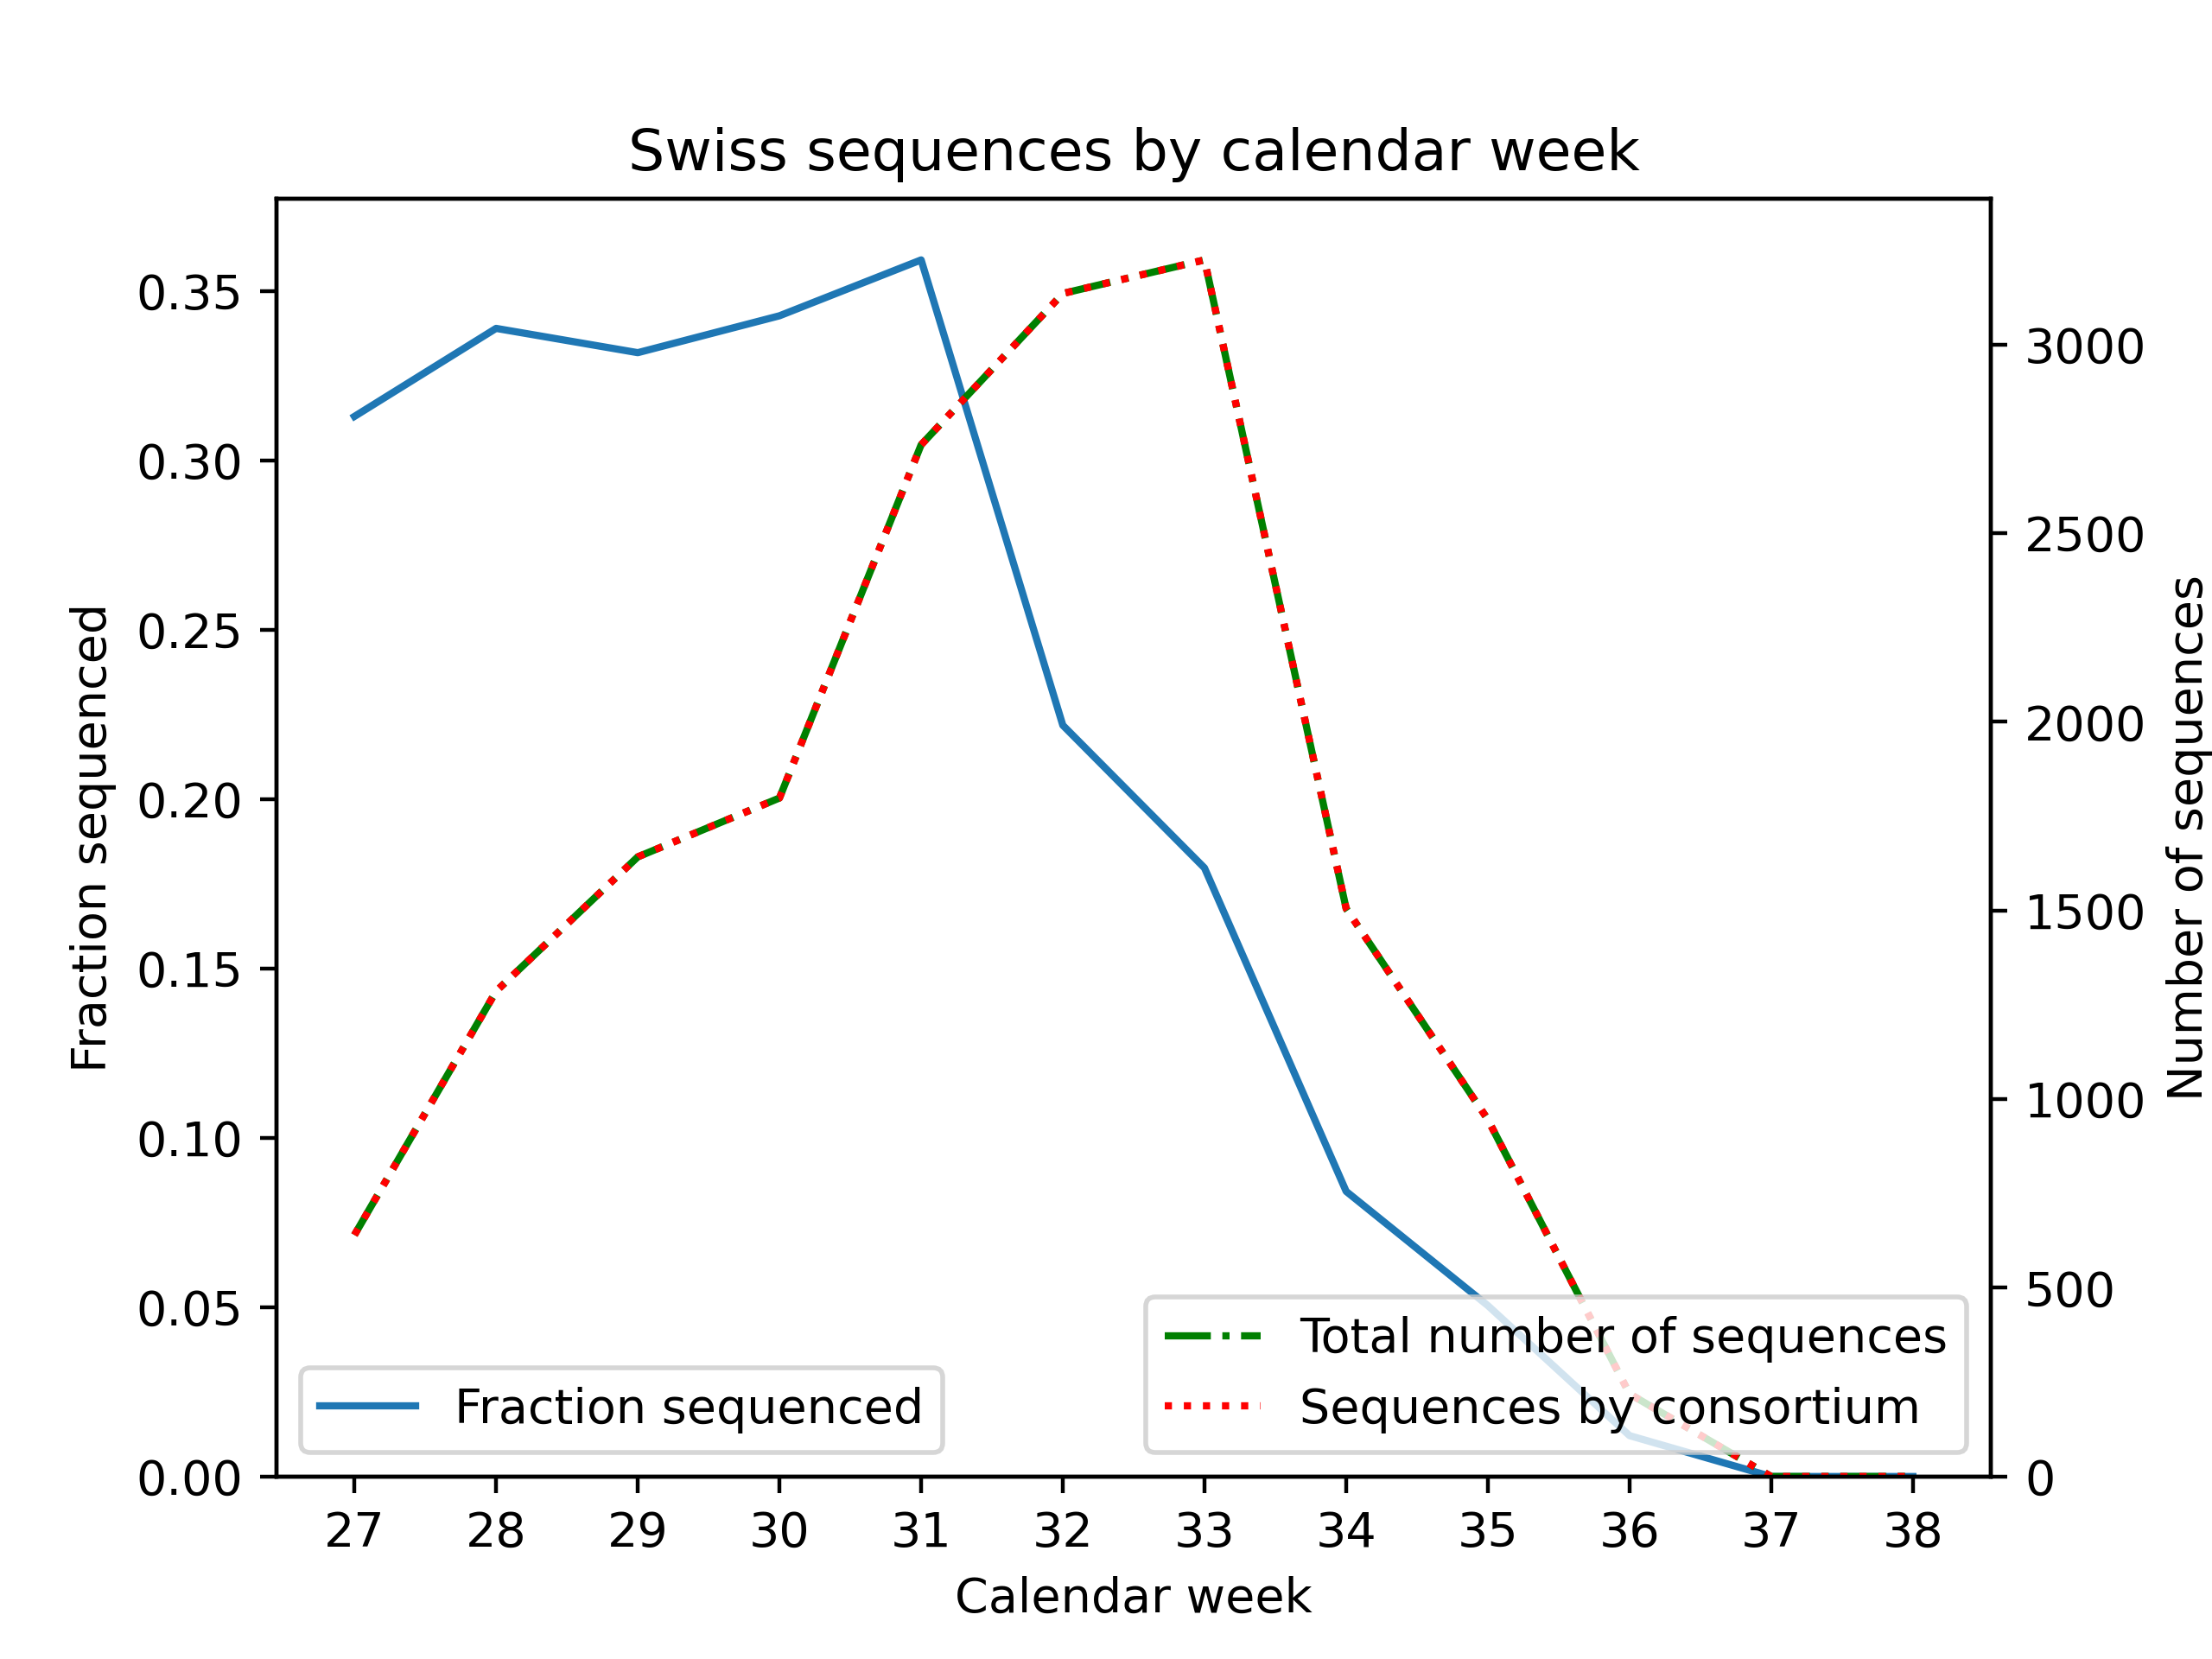 Swiss sequences by calendar week
0.35
0.30
0.25
0.20
0.15
0.10
0.05
0.00
Fraction sequenced
3000
2500
2000
1500
1000
500
0
Number of sequences
Fraction sequenced
Total number of sequences
Sequences by consortium
27 28 29 30 31 32 33 34 35 36 37 38
Calendar week